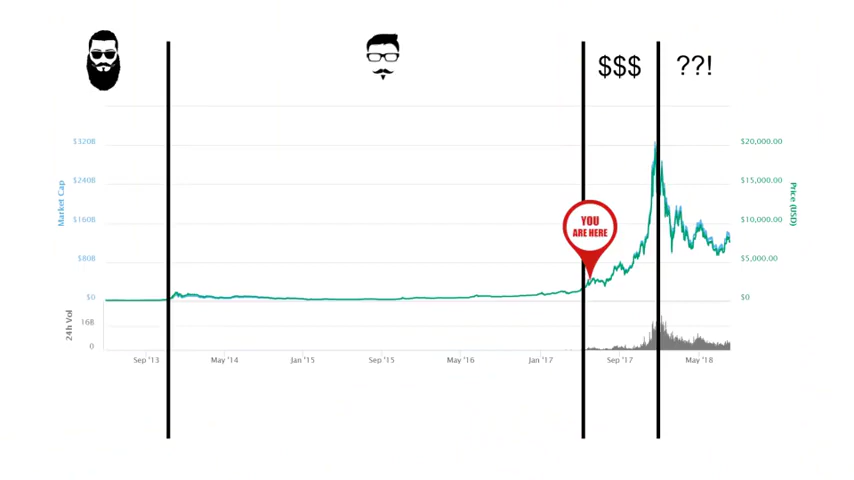 $$$
??!
$320B
$20,000.00
$240B
$15,000.00
Market Cap
Price (USD)
$160B
$10,000.00
YOU
ARE HERE
$80B
$5,000.00
$0
$0
24h Vol
16B
0
Sep '13
May '14
Jan '15
Sep '15
May '16
Jan '17
Sep '17
May '18